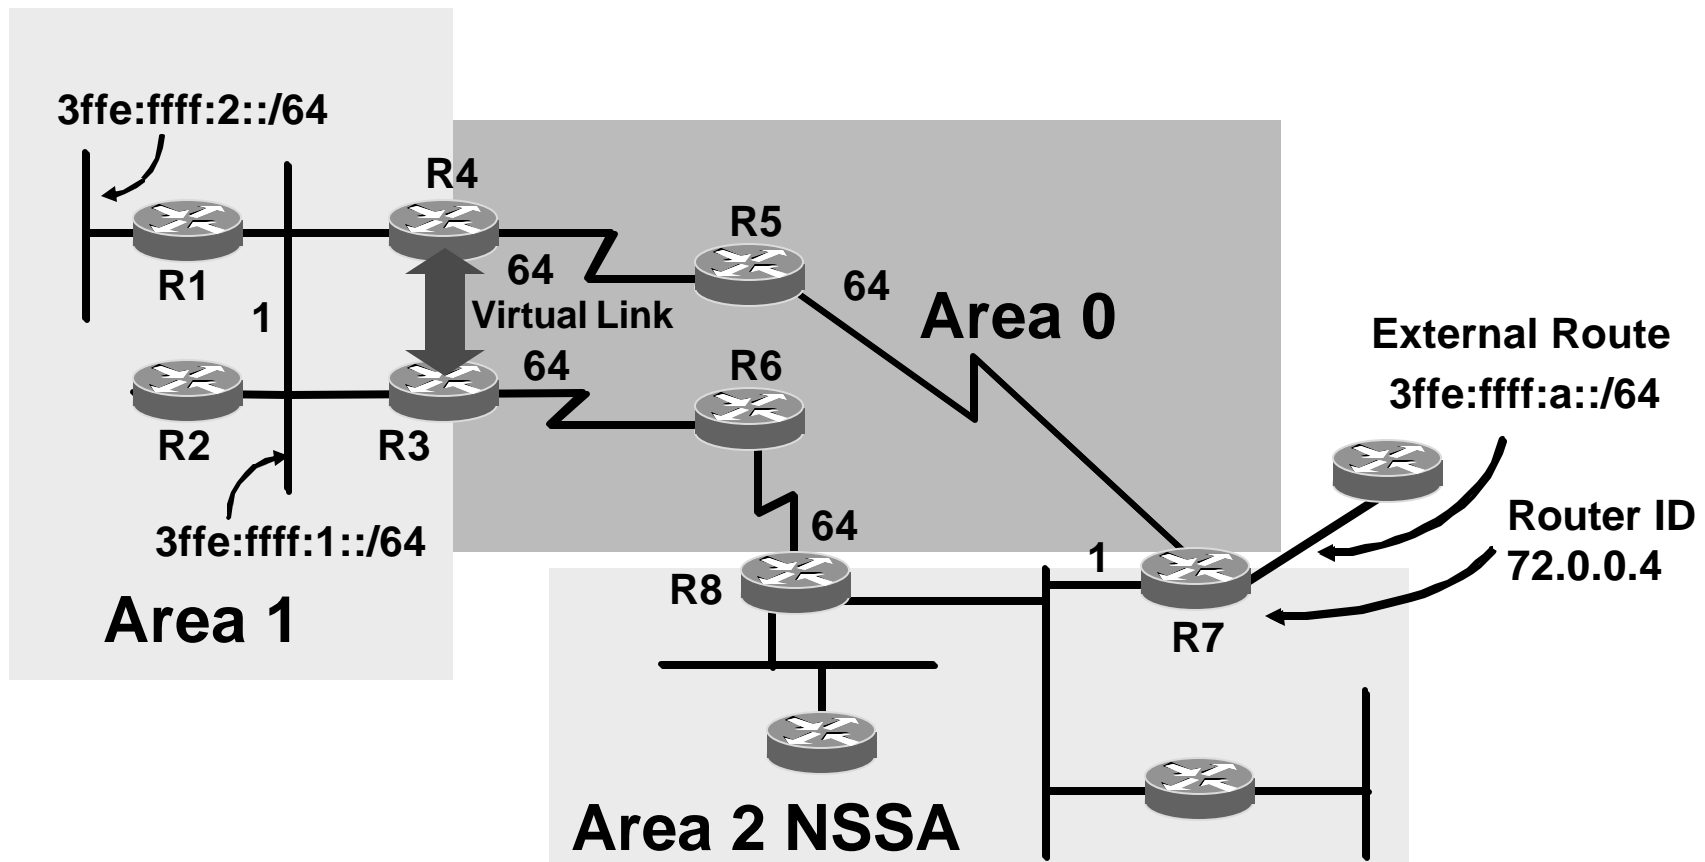 3ffe:ffff:2::/64
R4
R5
R1
64
64
Area 0
1
Virtual Link
External Route
64
R6
3ffe:ffff:a::/64
R2
R3
3ffe:ffff:1::/64
64
Router ID
72.0.0.4
1
R8
Area 1
R7
Area 2 NSSA